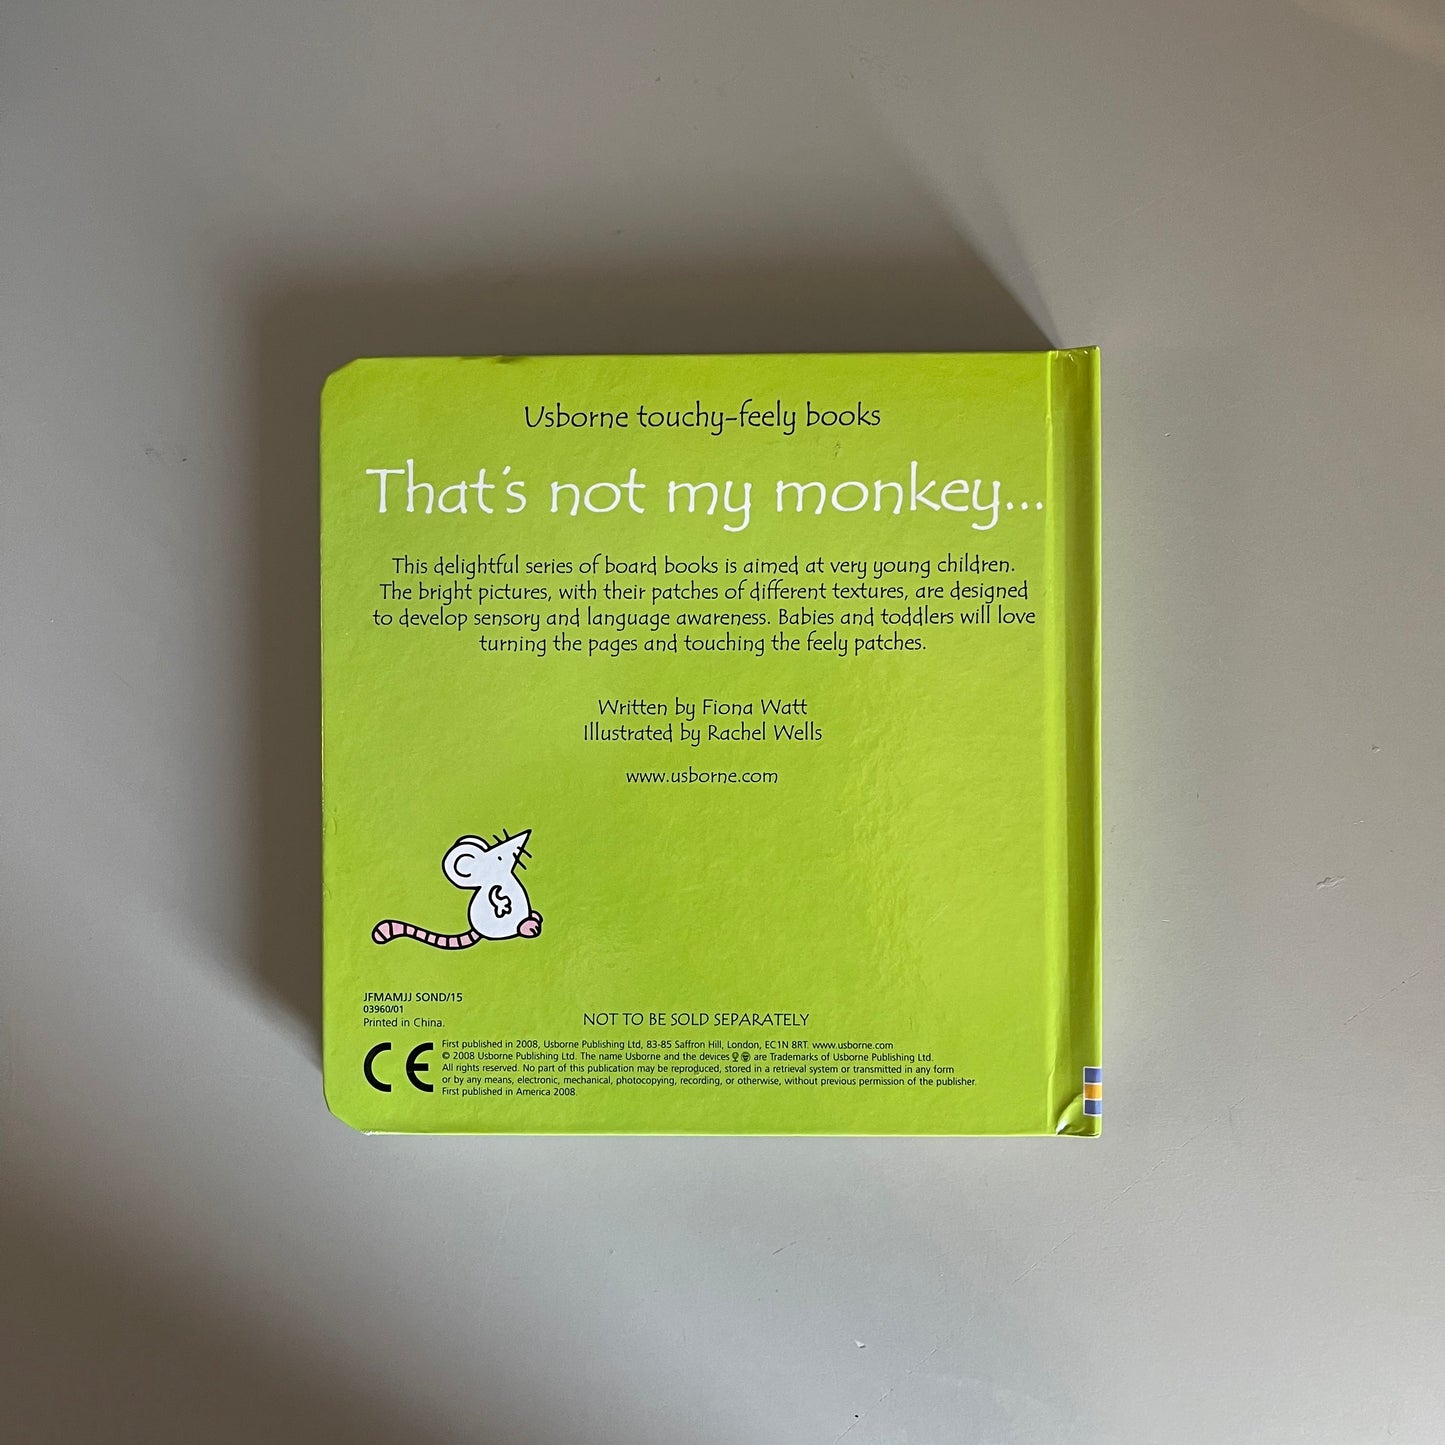 Usborne touchy-feely books
That's not my monkey...
This delightful series of board books is aimed at very young children.
The bright pictures, with their patches of different textures, are designed
to develop sensory and language awareness. Babies and toddlers will love
turning the pages and touching the feely patches.
Written by Fiona Watt
Illustrated by Rachel Wells
www.usborne.com
JFMAMJJ SOND/15
03960/01
Printed in China.
NOT TO BE SOLD SEPARATELY
CE
First published in 2008, Usborne Publishing Ltd, 83-85 Saffron Hill, London, EC1N 8RT. www.usborne.com
© 2008 Usborne Publishing Ltd. The name Usborne and the devices are Trademarks of Usborne Publishing Ltd.
All rights reserved. No part of this publication may be reproduced, stored in a retrieval system or transmitted in any form
or by any means, electronic, mechanical, photocopying, recording, or otherwise, without previous permission of the publisher.
First published in America 2008.